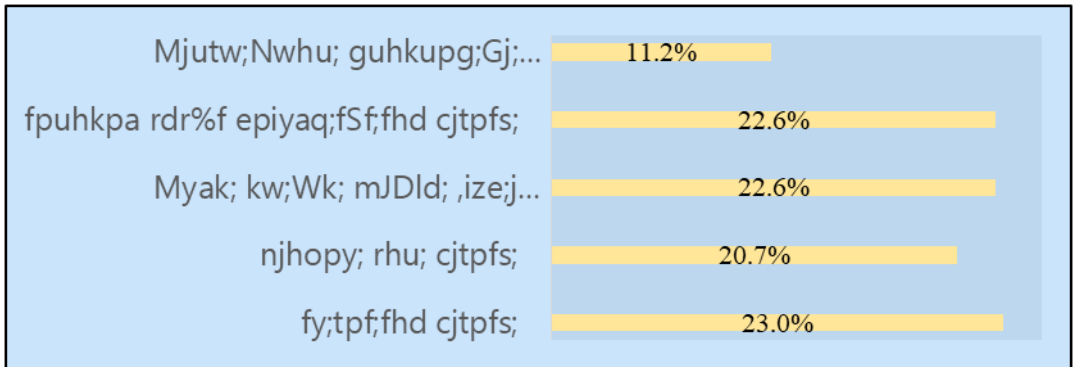 Mjutw;Nwhu; guhkupg;Gj;...
11.2%
fpuhkpa rdr%f epiyaq;fSf;fhd cjtpfs;
22.6%
Myak; kw;Wk; mJDld; ,ize;j...
22.6%
njhopy; rhu; cjtpfs;
20.7%
fy;tpf;fhd cjtpfs;
23.0%